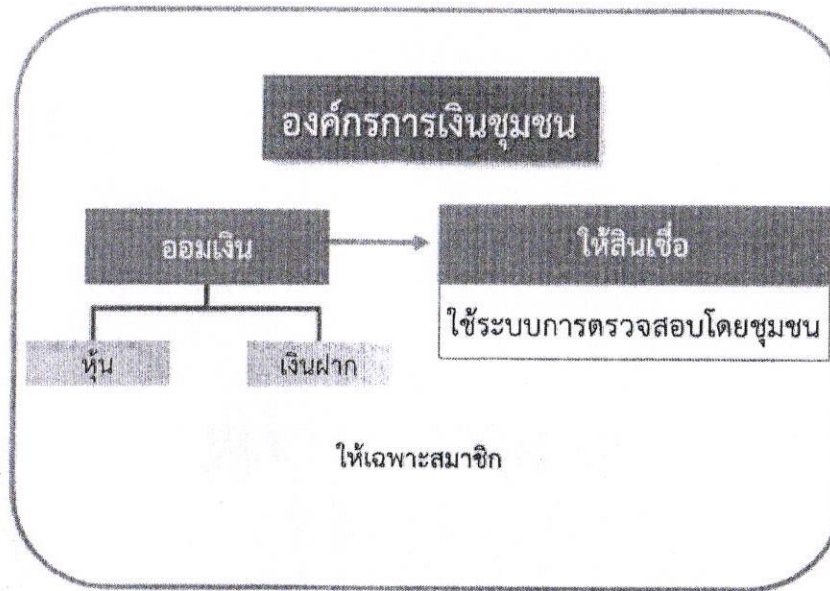 องค์กรการเงินชุมชน
ออมเงิน
ให้สินเชื่อ
ใช้ระบบการตรวจสอบโดยชุมชน
หุ้น
เงินฝาก
ให้เฉพาะสมาชิก